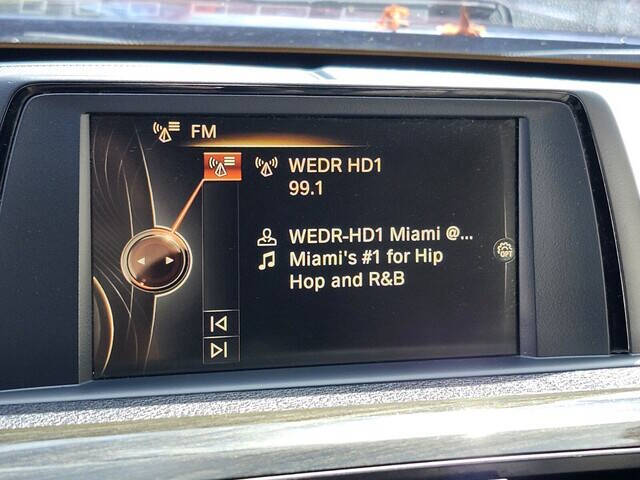 FM
WEDR HD1
99.1
WEDR-HD1 Miami @...
Miami's #1 for Hip
Hop and R&B
OPT